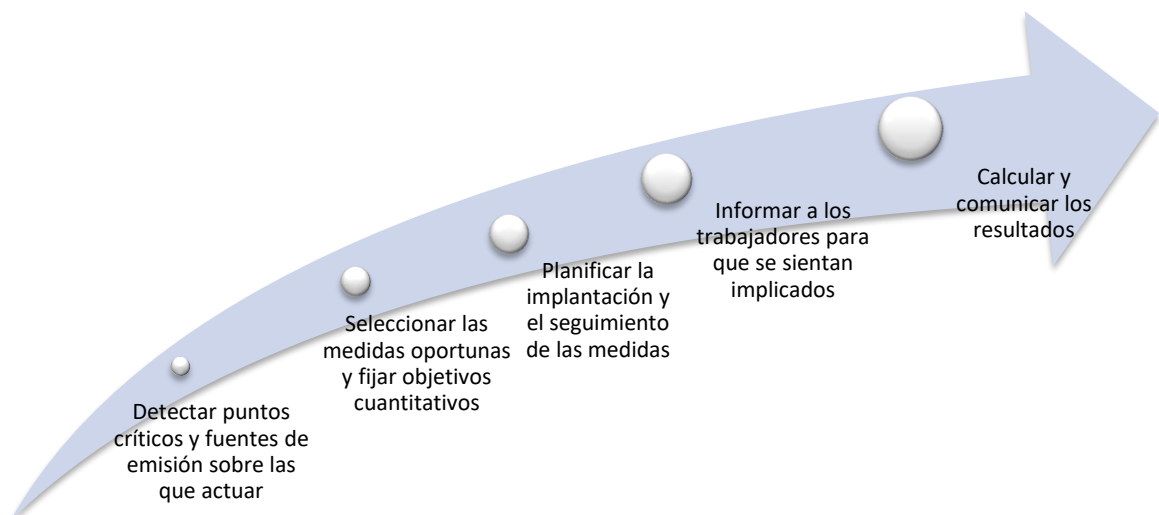 Detectar puntos
críticos y fuentes de
emisión sobre las
que actuar
Seleccionar las
medidas oportunas
y fijar objetivos
cuantitativos
Planificar la
implantación y
el seguimiento
de las medidas
Informar a los
trabajadores para
que se sientan
implicados
Calcular y
comunicar los
resultados